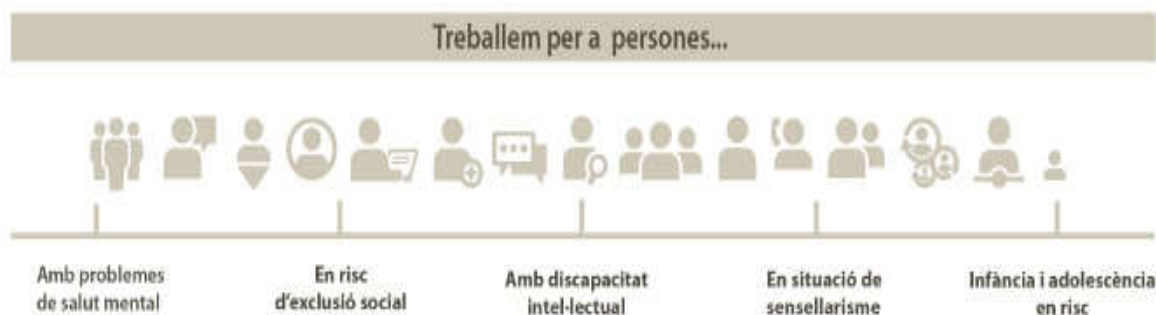 Treballem per a persones...
Amb problemes
de salut mental
En risc
d'exclusió social
Amb discapacitat
intel-lectual
En situació de
sensellarisme
Infància i adolescència
en risc